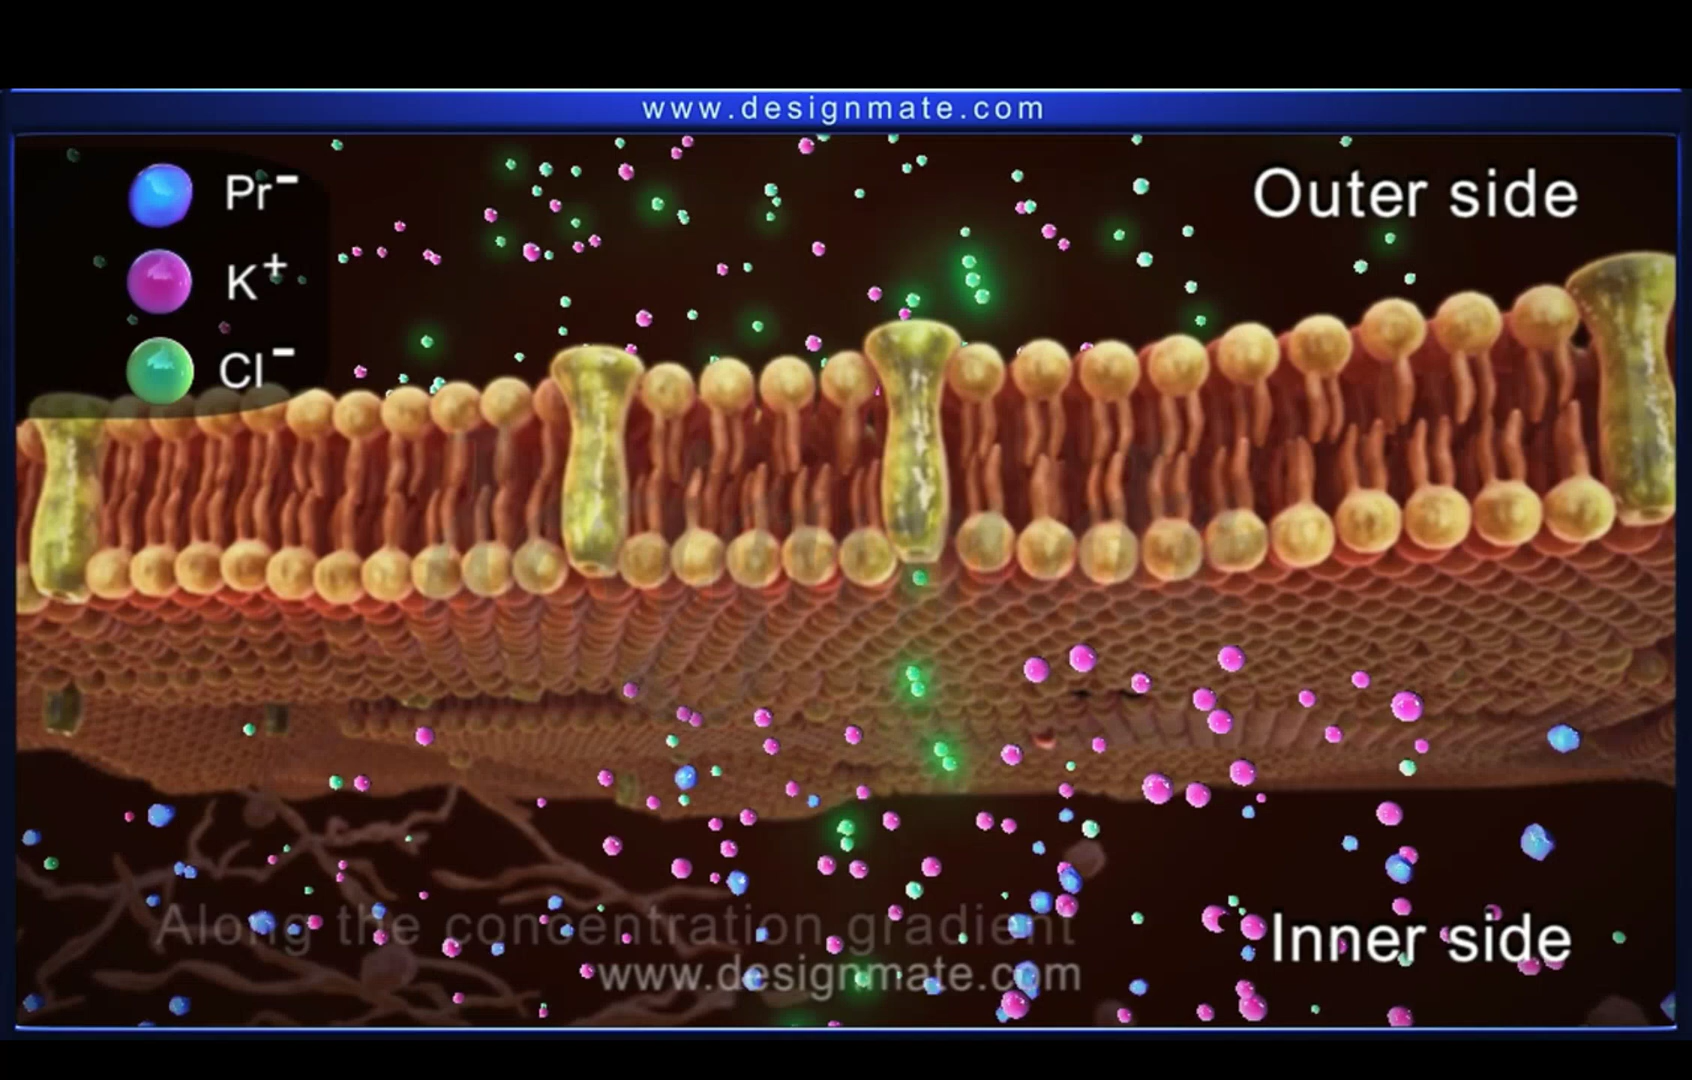 www.designmate.com
Pr⁻
K⁺
Cl⁻
Outer side
Along the concentration gradient
Inner side
www.designmate.com